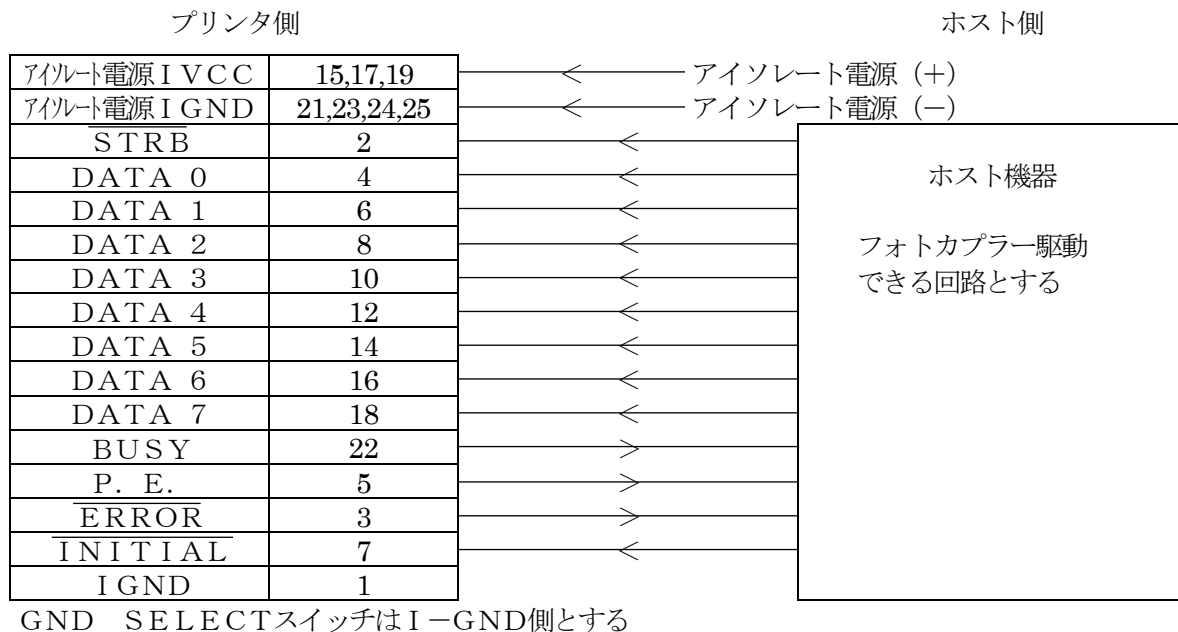 プリンタ側 ホスト側
アイソレート電源IVCC 15,17,19 アイソレート電源（+）
アイソレート電源IGND 21,23,24,25 アイソレート電源（−）
STRB 2
DATA 0 4 ホスト機器
DATA 1 6
DATA 2 8 フォトカプラー駆動
DATA 3 10 できる回路とする
DATA 4 12
DATA 5 14
DATA 6 16
DATA 7 18
BUSY 22
P. E. 5
ERROR 3
INITIAL 7
IGND 1
GND SELECTスイッチはI−GND側とする